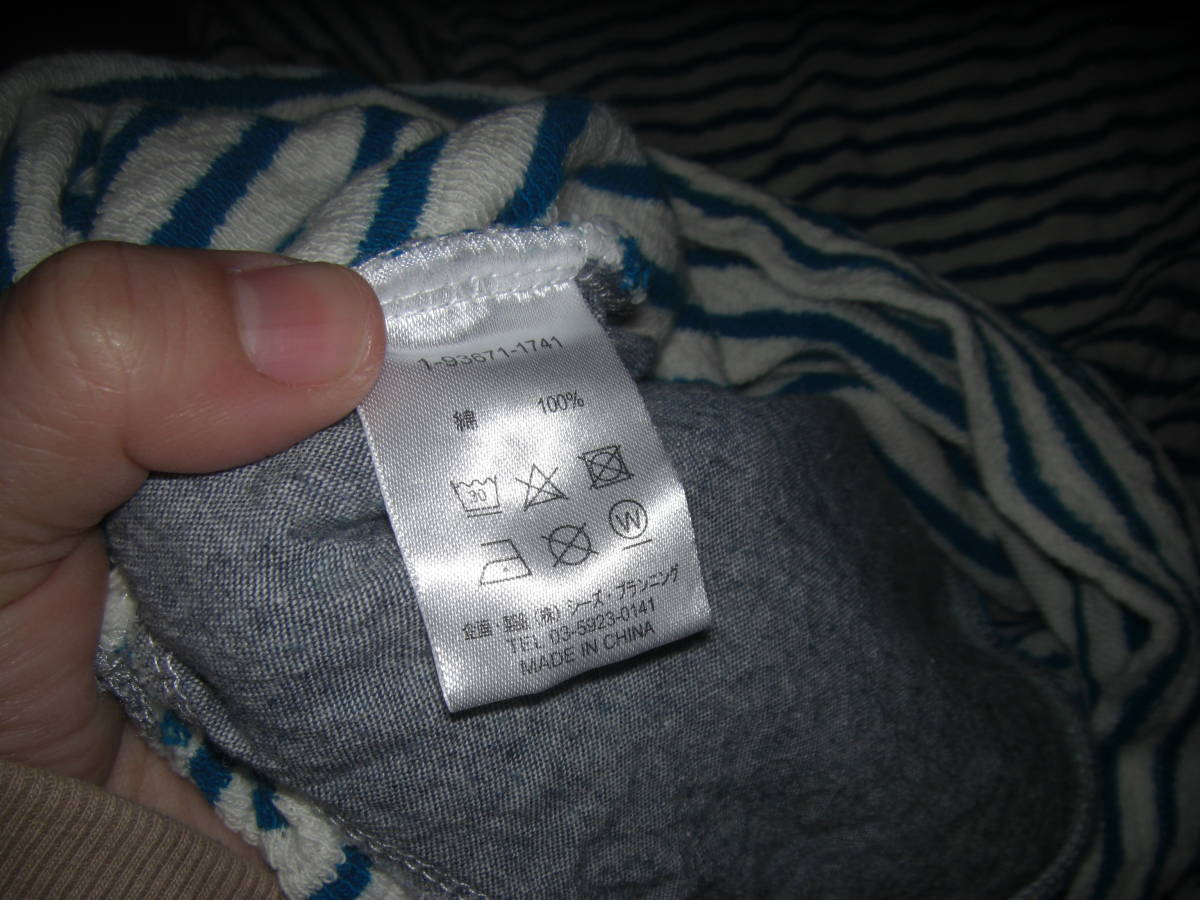 1-93671-1741
綿 100%
30
W
企画・製造 (株) シーズ・プランニング
TEL 03-5923-0141
MADE IN CHINA